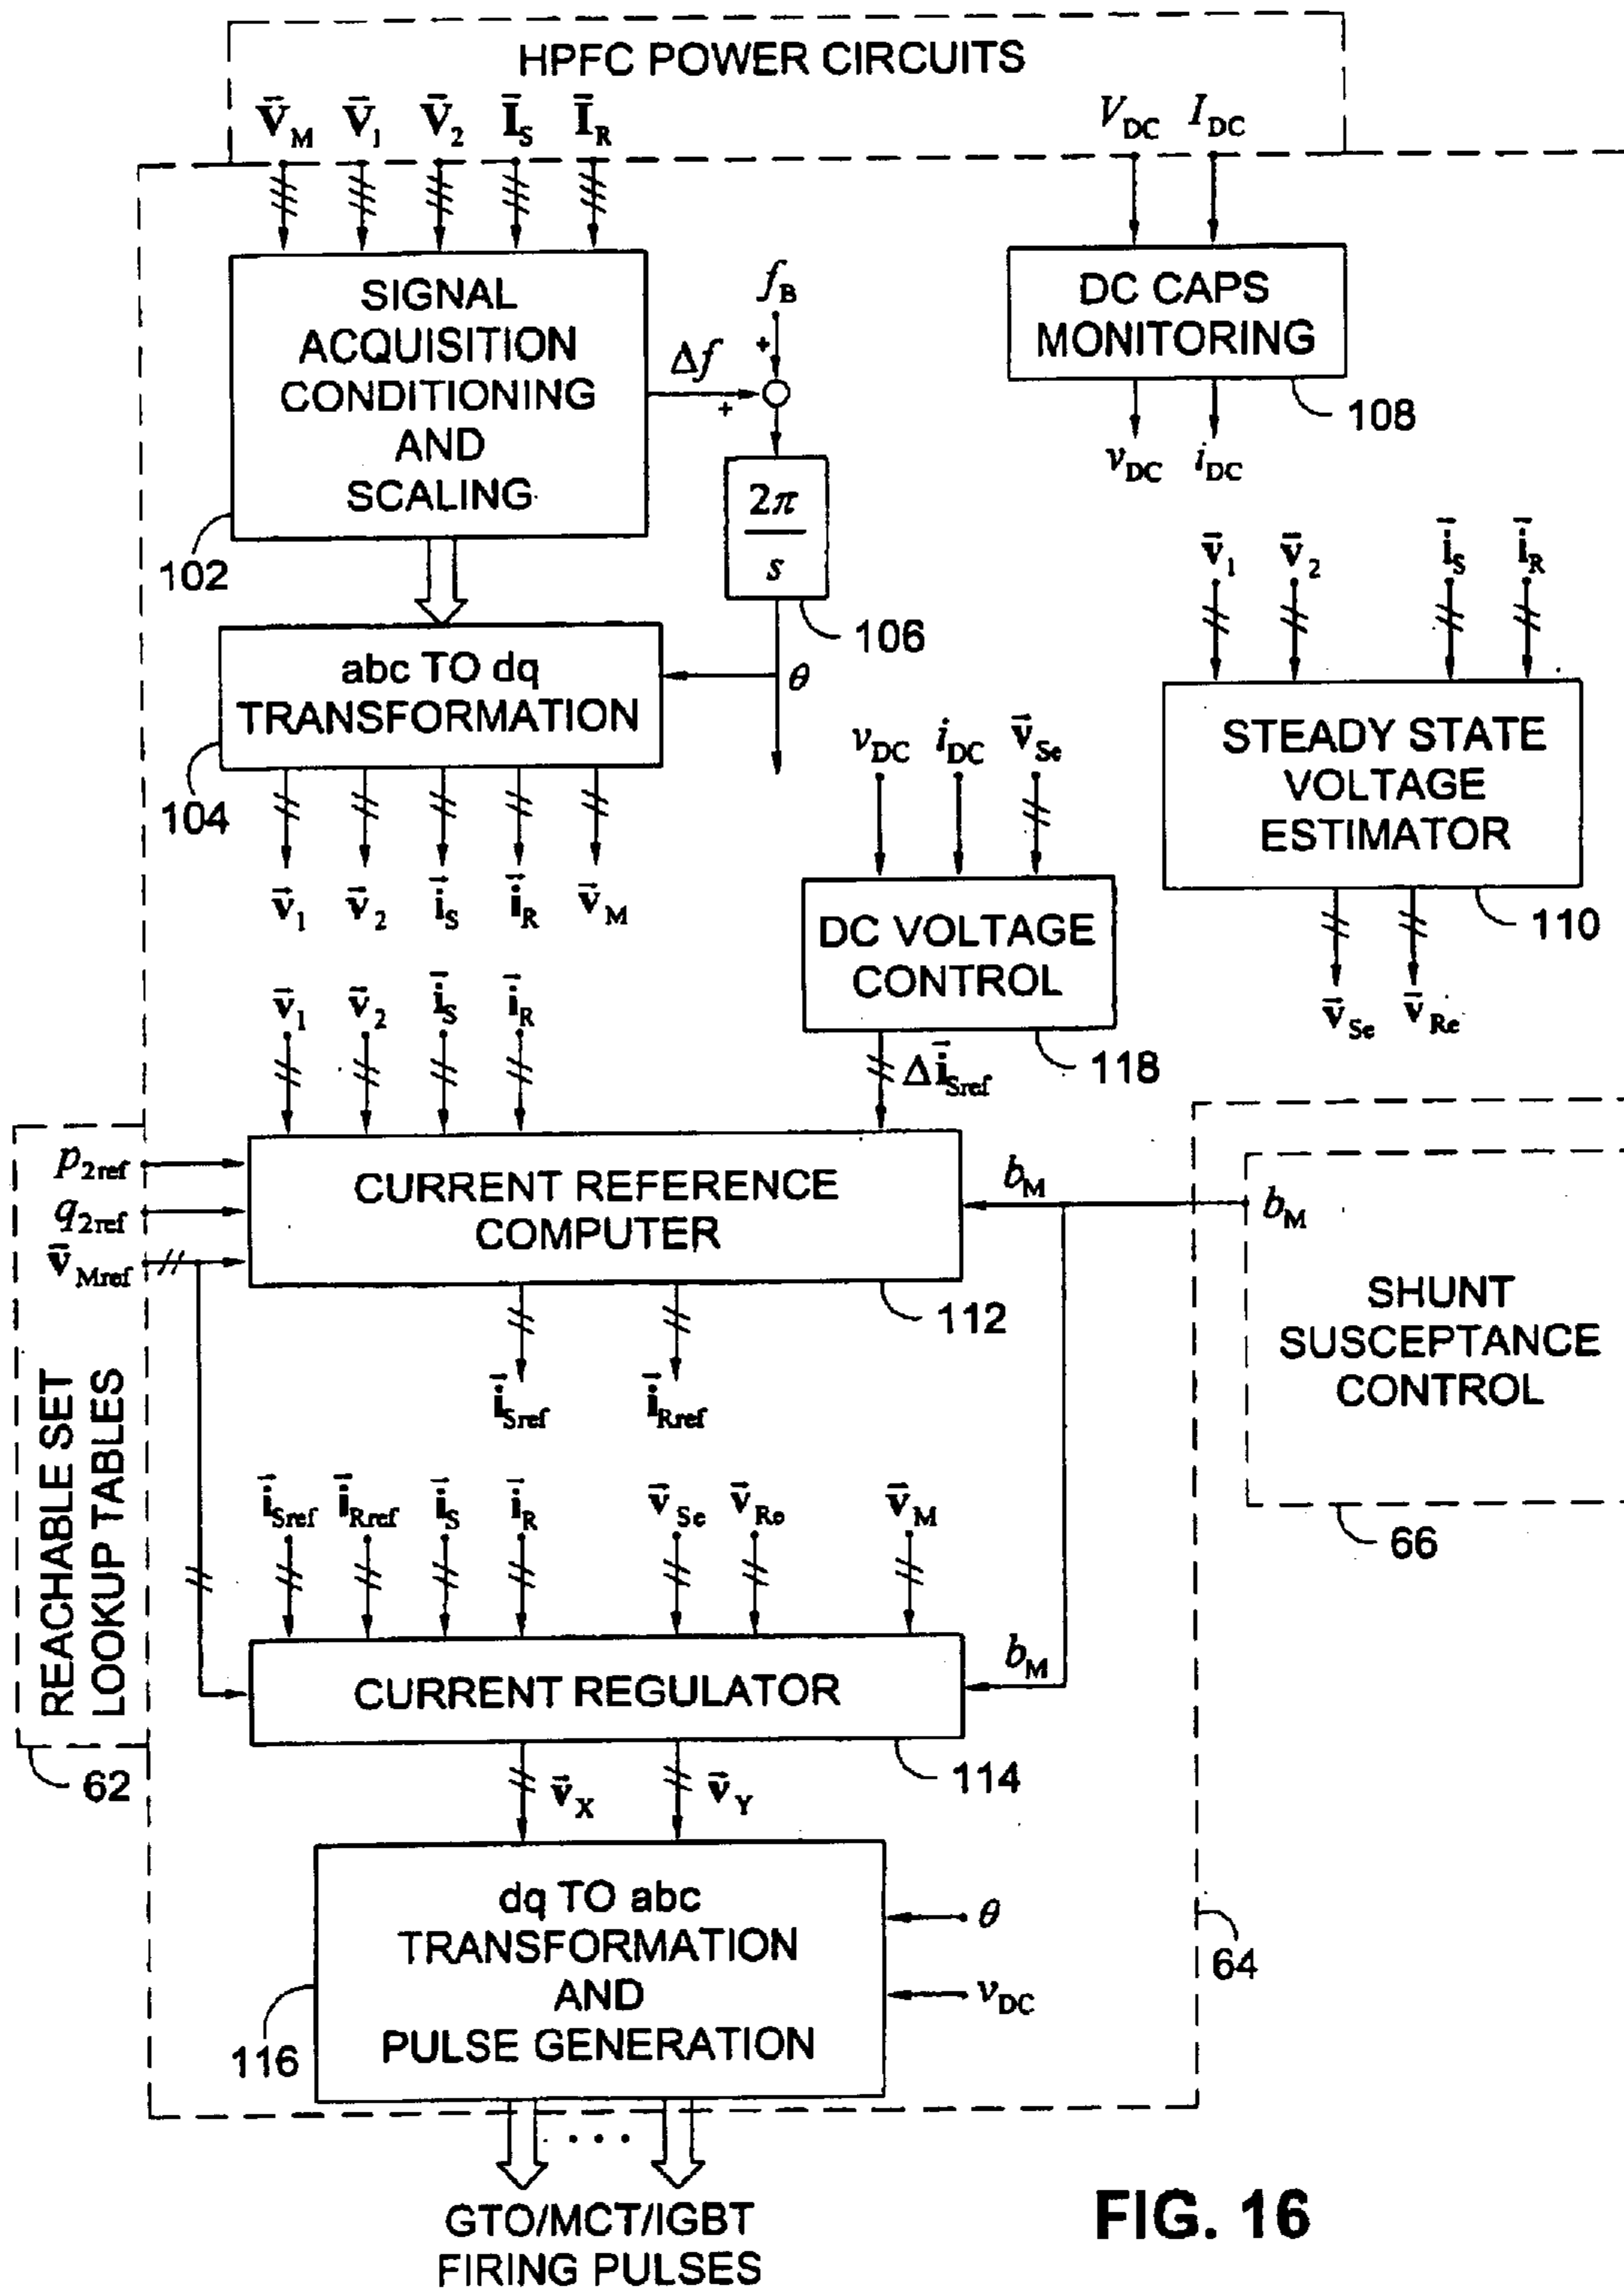 HPFC POWER CIRCUITS
V̄M V̄1 V̄2 ĪS ĪR
VDC IDC
SIGNAL
ACQUISITION
CONDITIONING
AND
SCALING
102
Δf
+
fB
+
2π
s
106
DC CAPS
MONITORING
108
vDC iDC
abc TO dq
TRANSFORMATION
104
θ
v̄1 v̄2 īS īR v̄M
v̄1 v̄2 īS īR
STEADY STATE
VOLTAGE
ESTIMATOR
110
v̄Se v̄Re
vDC iDC v̄Se
DC VOLTAGE
CONTROL
118
ΔīSref
v̄1 v̄2 īS īR
p2ref
q2ref
v̄Mref
CURRENT REFERENCE
COMPUTER
112
bM
bM
SHUNT
SUSCEPTANCE
CONTROL
66
īSref īRref
REACHABLE SET
LOOKUP TABLES
62
īSref īRref īS īR v̄Se v̄Re v̄M
CURRENT REGULATOR
bM
114
v̄X v̄Y
dq TO abc
TRANSFORMATION
AND
PULSE GENERATION
116
θ
vDC
64
• • •
GTO/MCT/IGBT
FIRING PULSES
FIG. 16